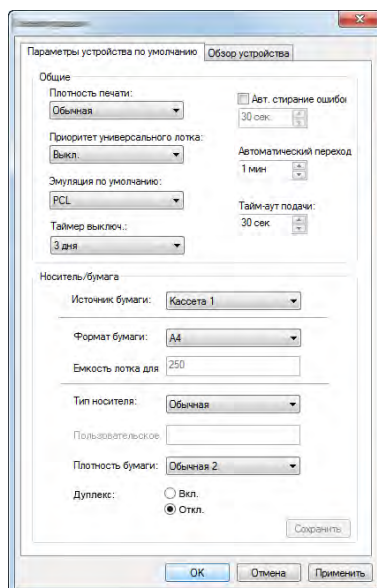 Параметры устройства по умолчанию Обзор устройства
Общие
Плотность печати:
Обычная
Авт. стирание ошибок
30 сек.
Приоритет универсального лотка:
Выкл.
Автоматический переход
1 мин
Эмуляция по умолчанию:
PCL
Тайм-аут подачи:
30 сек
Таймер выключ.:
3 дня
Носитель/бумага
Источник бумаги: Кассета 1
Формат бумаги: A4
Емкость лотка для 250
Тип носителя: Обычная
Пользовательское
Плотность бумаги: Обычная 2
Дуплекс: Вкл.
Откл.
Сохранить
OK Отмена Применить